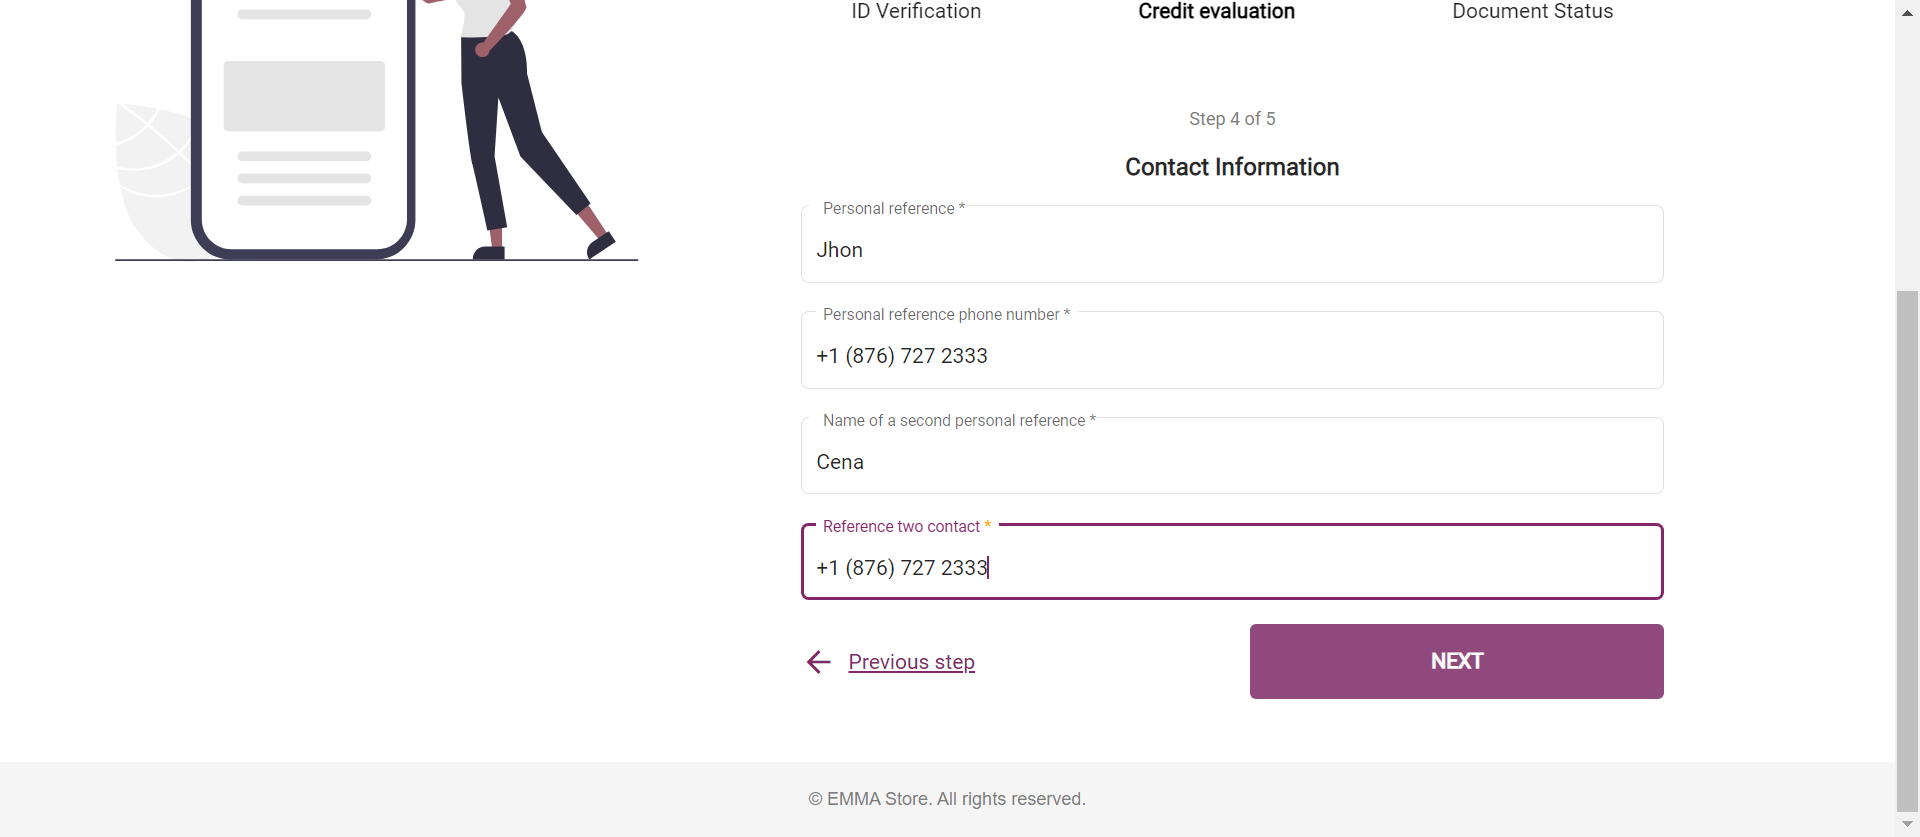 ID Verification
Credit evaluation
Document Status
Step 4 of 5
Contact Information
Personal reference *
Jhon
Personal reference phone number *
+1 (876) 727 2333
Name of a second personal reference *
Cena
Reference two contact *
+1 (876) 727 2333
Previous step
NEXT
© EMMA Store. All rights reserved.